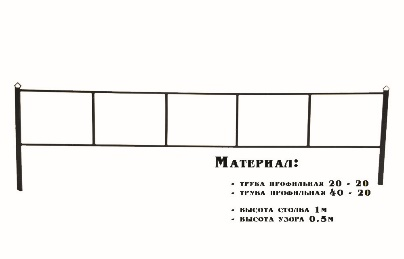 Материал:
- труба профильная 20 - 20
- труба профильная 40 - 20
- высота столба 1м
- высота узора 0.5м